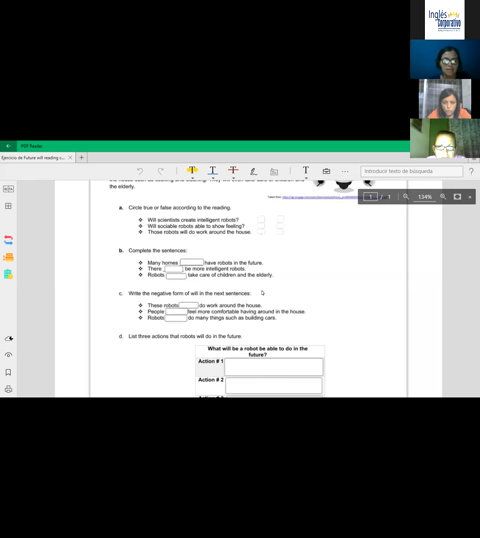 Inglés
Corporativo
PDF Reader
Ejercicio de Future will reading c...
Introducir texto de búsqueda
1 / 1
134%
the elderly.
a. Circle true or false according to the reading.
❖ Will scientists create intelligent robots?
❖ Will sociable robots able to show feeling?
❖ Those robots will do work around the house.
b. Complete the sentences:
❖ Many homes have robots in the future.
❖ There be more intelligent robots.
❖ Robots take care of children and the elderly.
c. Write the negative form of will in the next sentences:
❖ These robots do work around the house.
❖ People feel more comfortable having around in the house.
❖ Robots do many things such as building cars.
d. List three actions that robots will do in the future.
What will a robot be able to do in the
future?
Action # 1
Action # 2